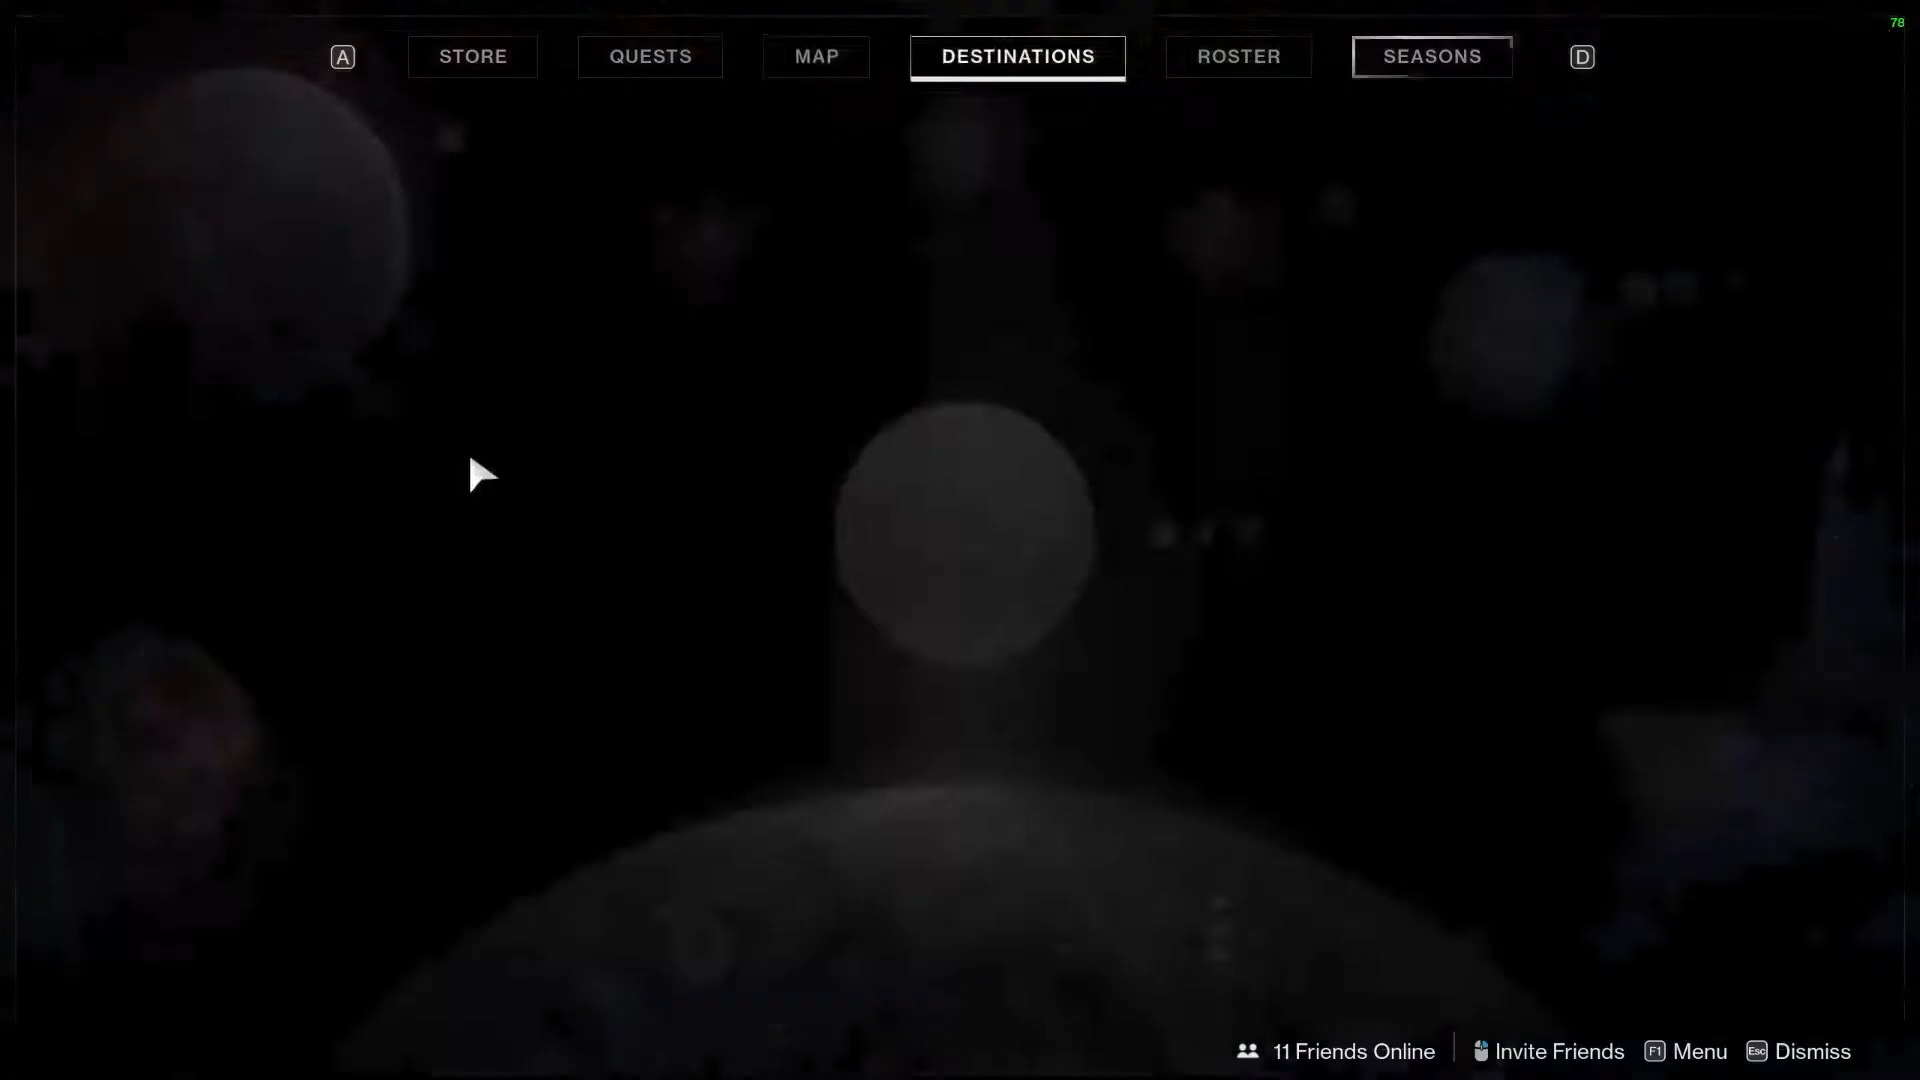 78
A STORE QUESTS MAP DESTINATIONS ROSTER SEASONS D
11 Friends Online Invite Friends F1 Menu Esc Dismiss